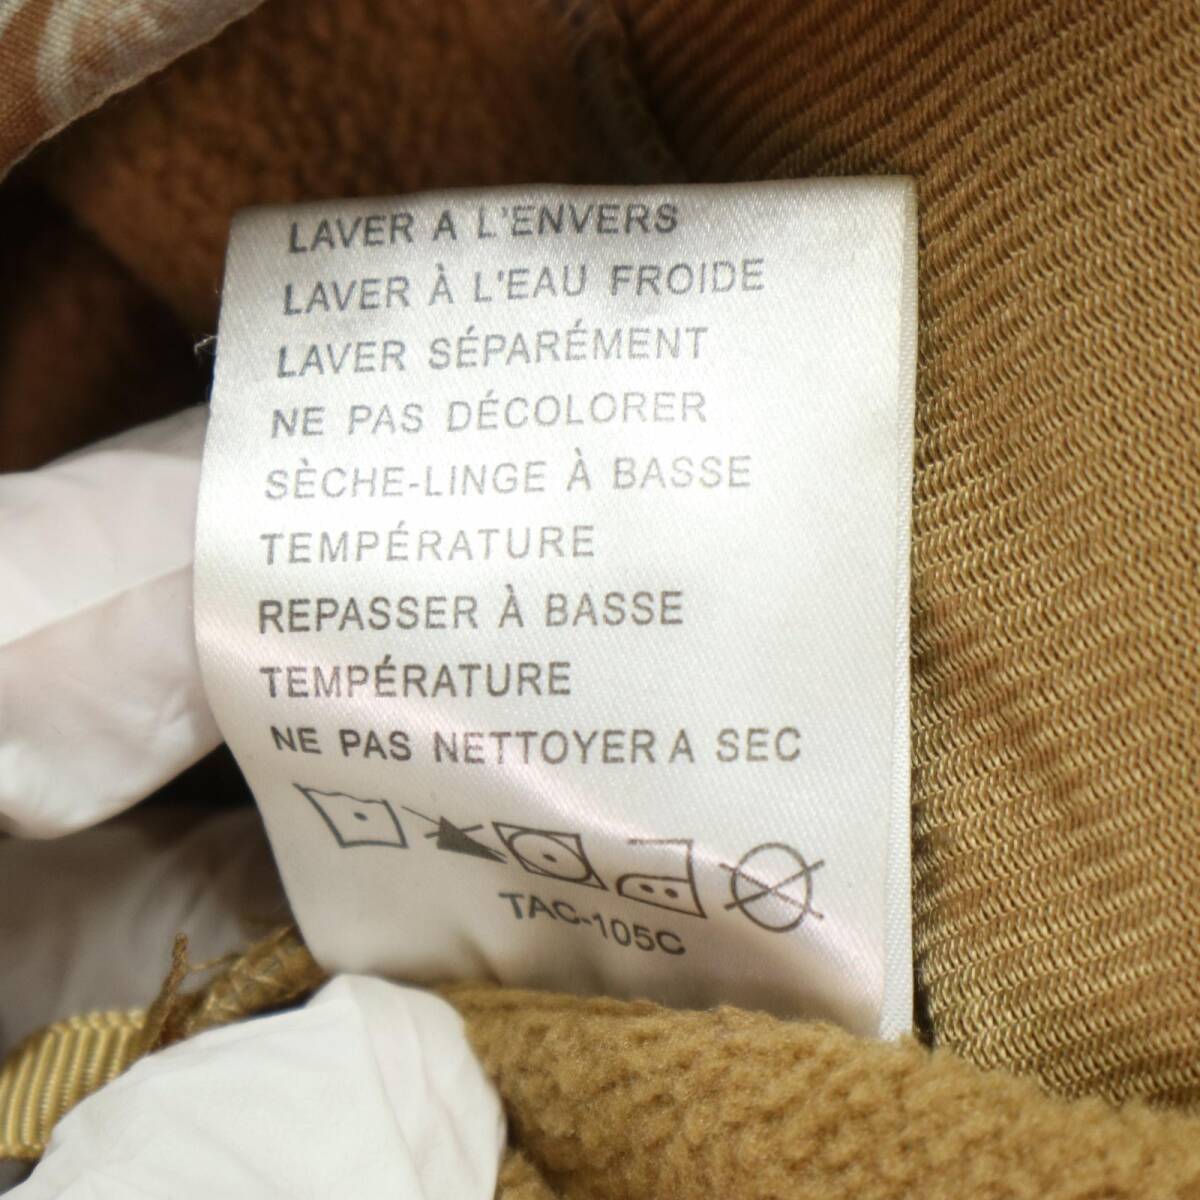 LAVER A L'ENVERS
LAVER À L'EAU FROIDE
LAVER SÉPARÉMENT
NE PAS DÉCOLORER
SÈCHE-LINGE À BASSE
TEMPÉRATURE
REPASSER À BASSE
TEMPÉRATURE
NE PAS NETTOYER A SEC
TAC-105C